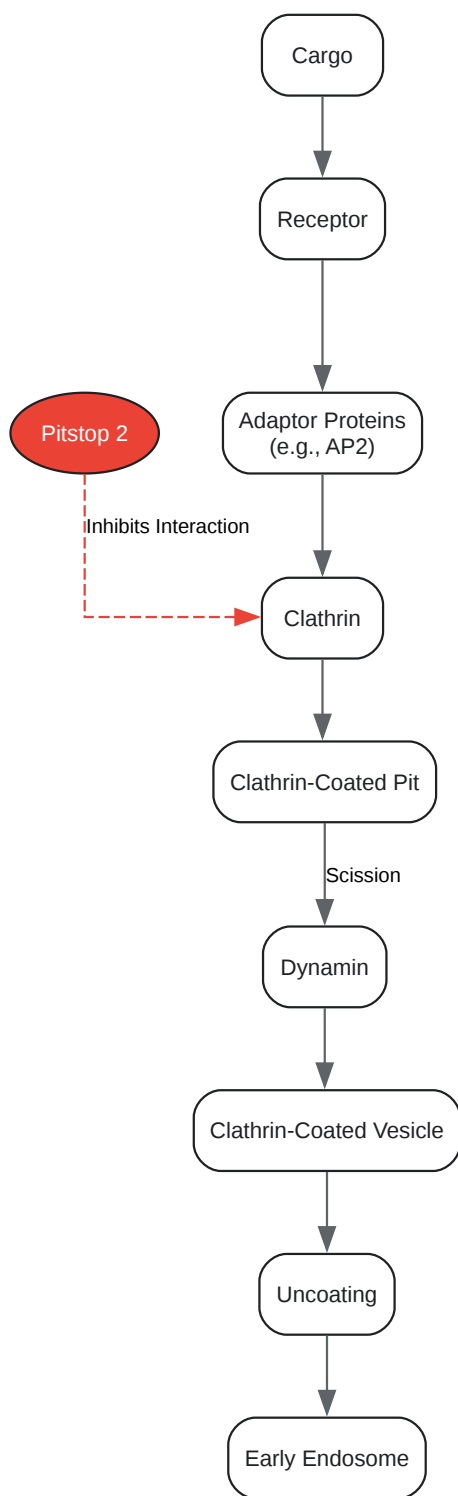 Cargo
Receptor
Adaptor Proteins
(e.g., AP2)
Pitstop 2
Inhibits Interaction
Clathrin
Clathrin-Coated Pit
Scission
Dynamin
Clathrin-Coated Vesicle
Uncoating
Early Endosome